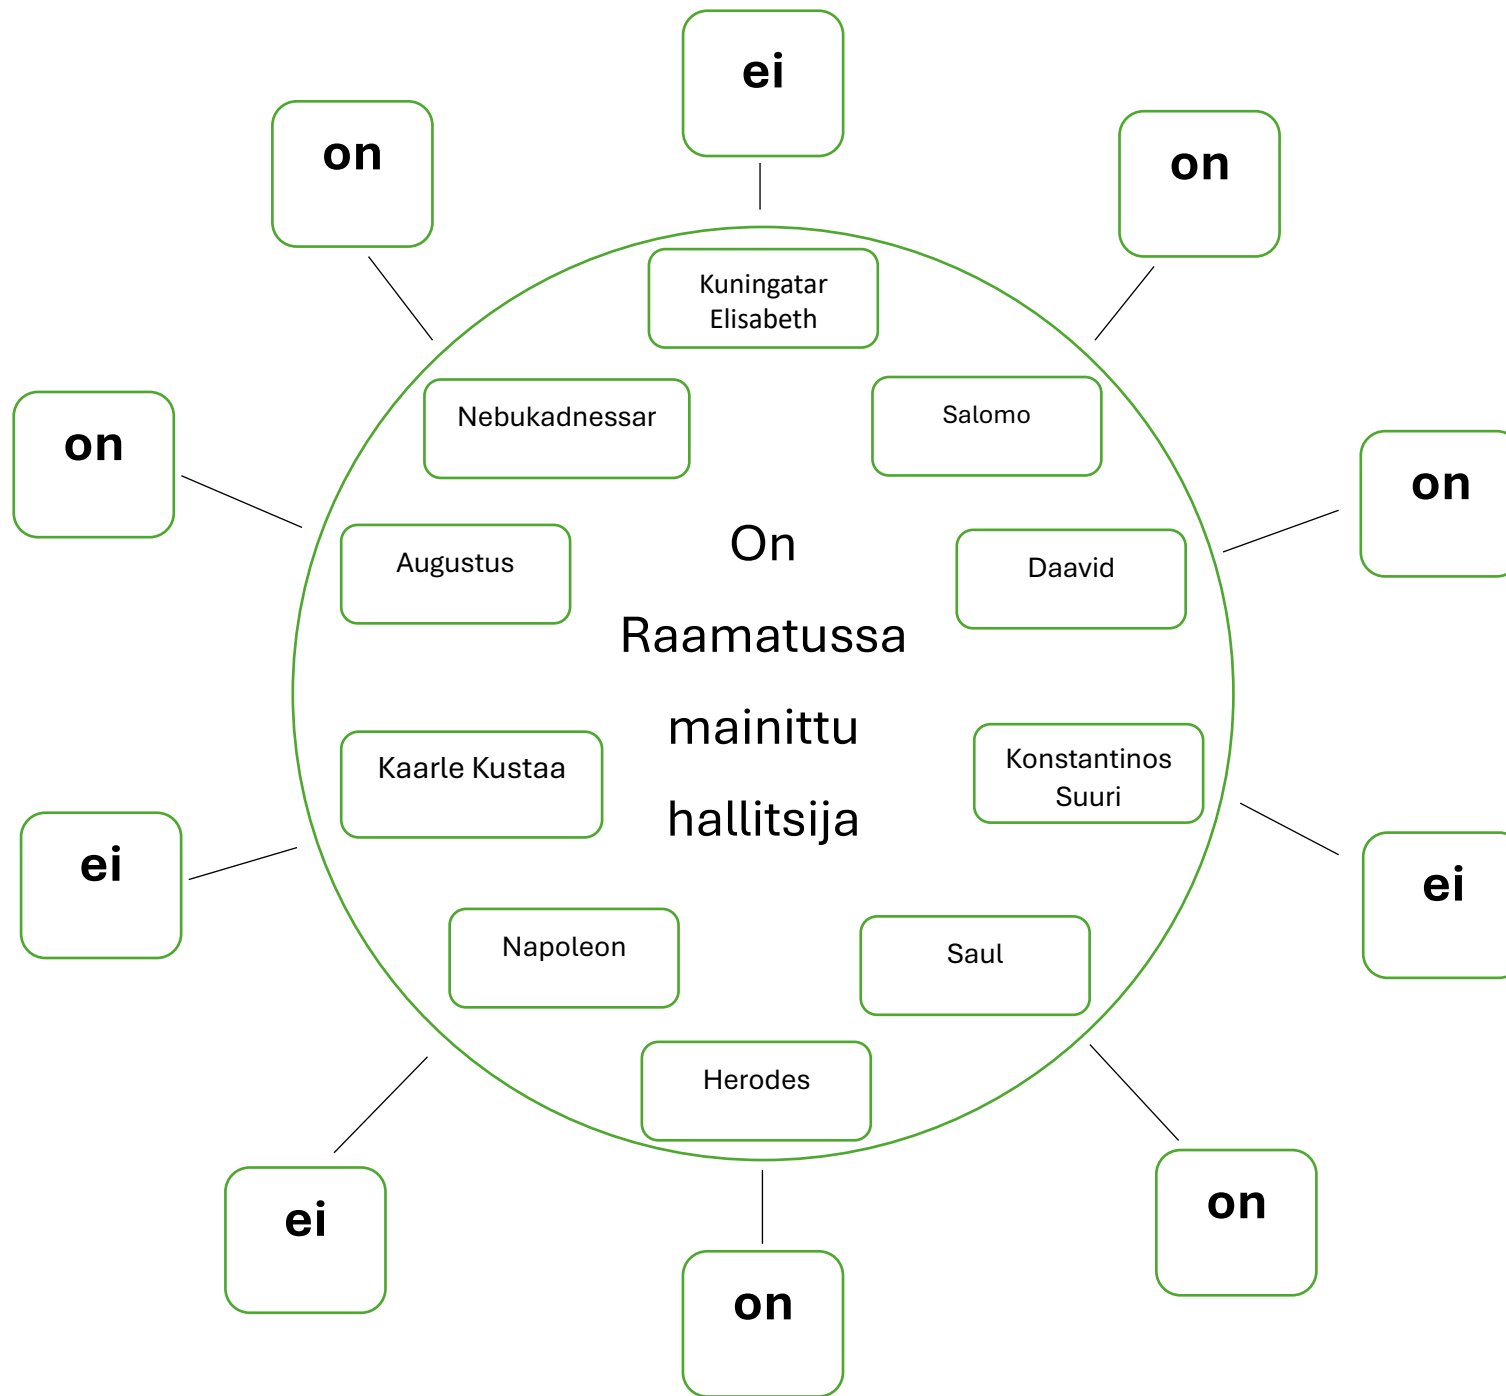 ei
on
on
Kuningatar
Elisabeth
Nebukadnessar
Salomo
on
on
On
Augustus
Daavid
Raamatussa
mainittu
Kaarle Kustaa
Konstantinos
Suuri
hallitsija
ei
ei
Napoleon
Saul
Herodes
ei
on
on